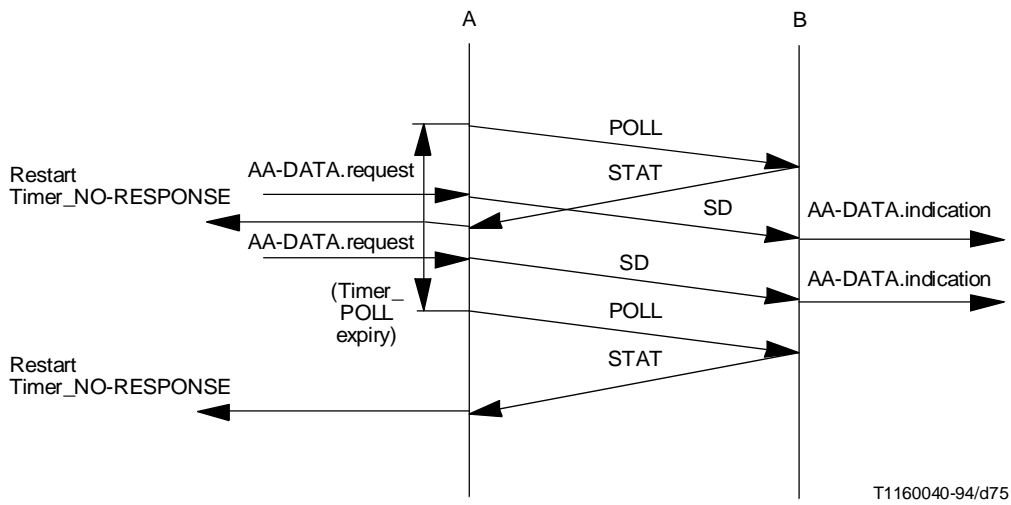 A
B
POLL
STAT
Restart
Timer_NO-RESPONSE
AA-DATA.request
SD
AA-DATA.indication
AA-DATA.request
SD
AA-DATA.indication
(Timer_
POLL
expiry)
POLL
STAT
Restart
Timer_NO-RESPONSE
T1160040-94/d75